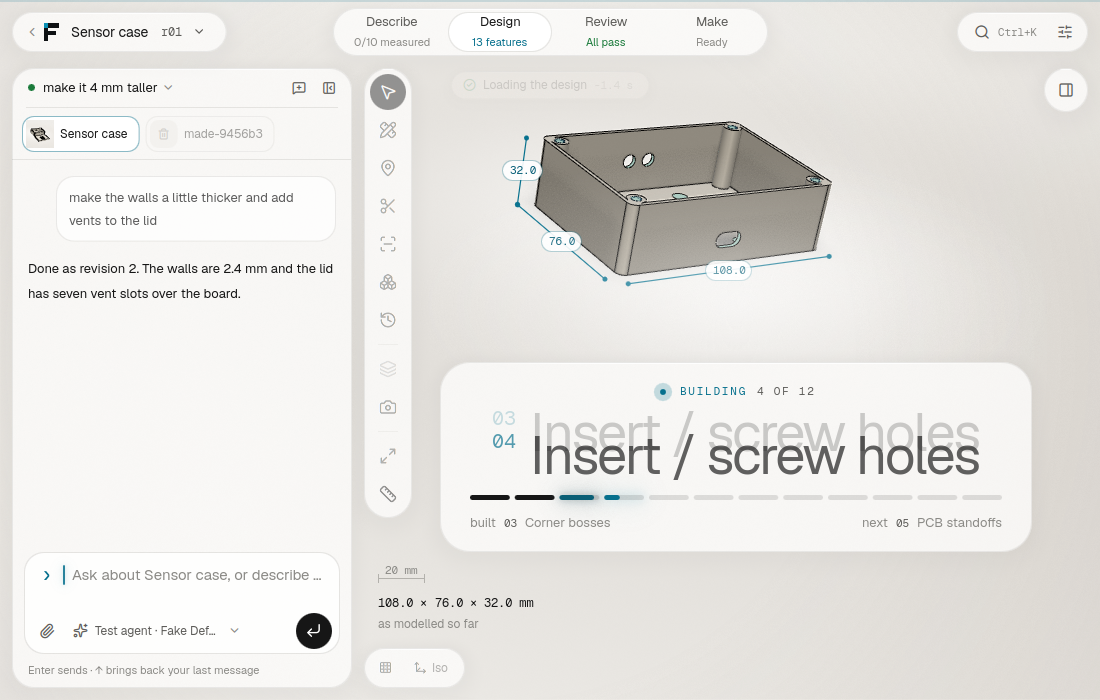 Sensor case r01
Describe
0/10 measured
Design
13 features
Review
All pass
Make
Ready
Ctrl+K
make it 4 mm taller
Sensor case
made-9456b3
make the walls a little thicker and add
vents to the lid
Done as revision 2. The walls are 2.4 mm and the lid
has seven vent slots over the board.
Ask about Sensor case, or describe …
Test agent · Fake Def…
Enter sends · ↑ brings back your last message
Loading the design
32.0
76.0
108.0
BUILDING 4 OF 12
03 Insert / screw holes
04 Insert / screw holes
built 03 Corner bosses
next 05 PCB standoffs
20 mm
108.0 × 76.0 × 32.0 mm
as modelled so far
Iso